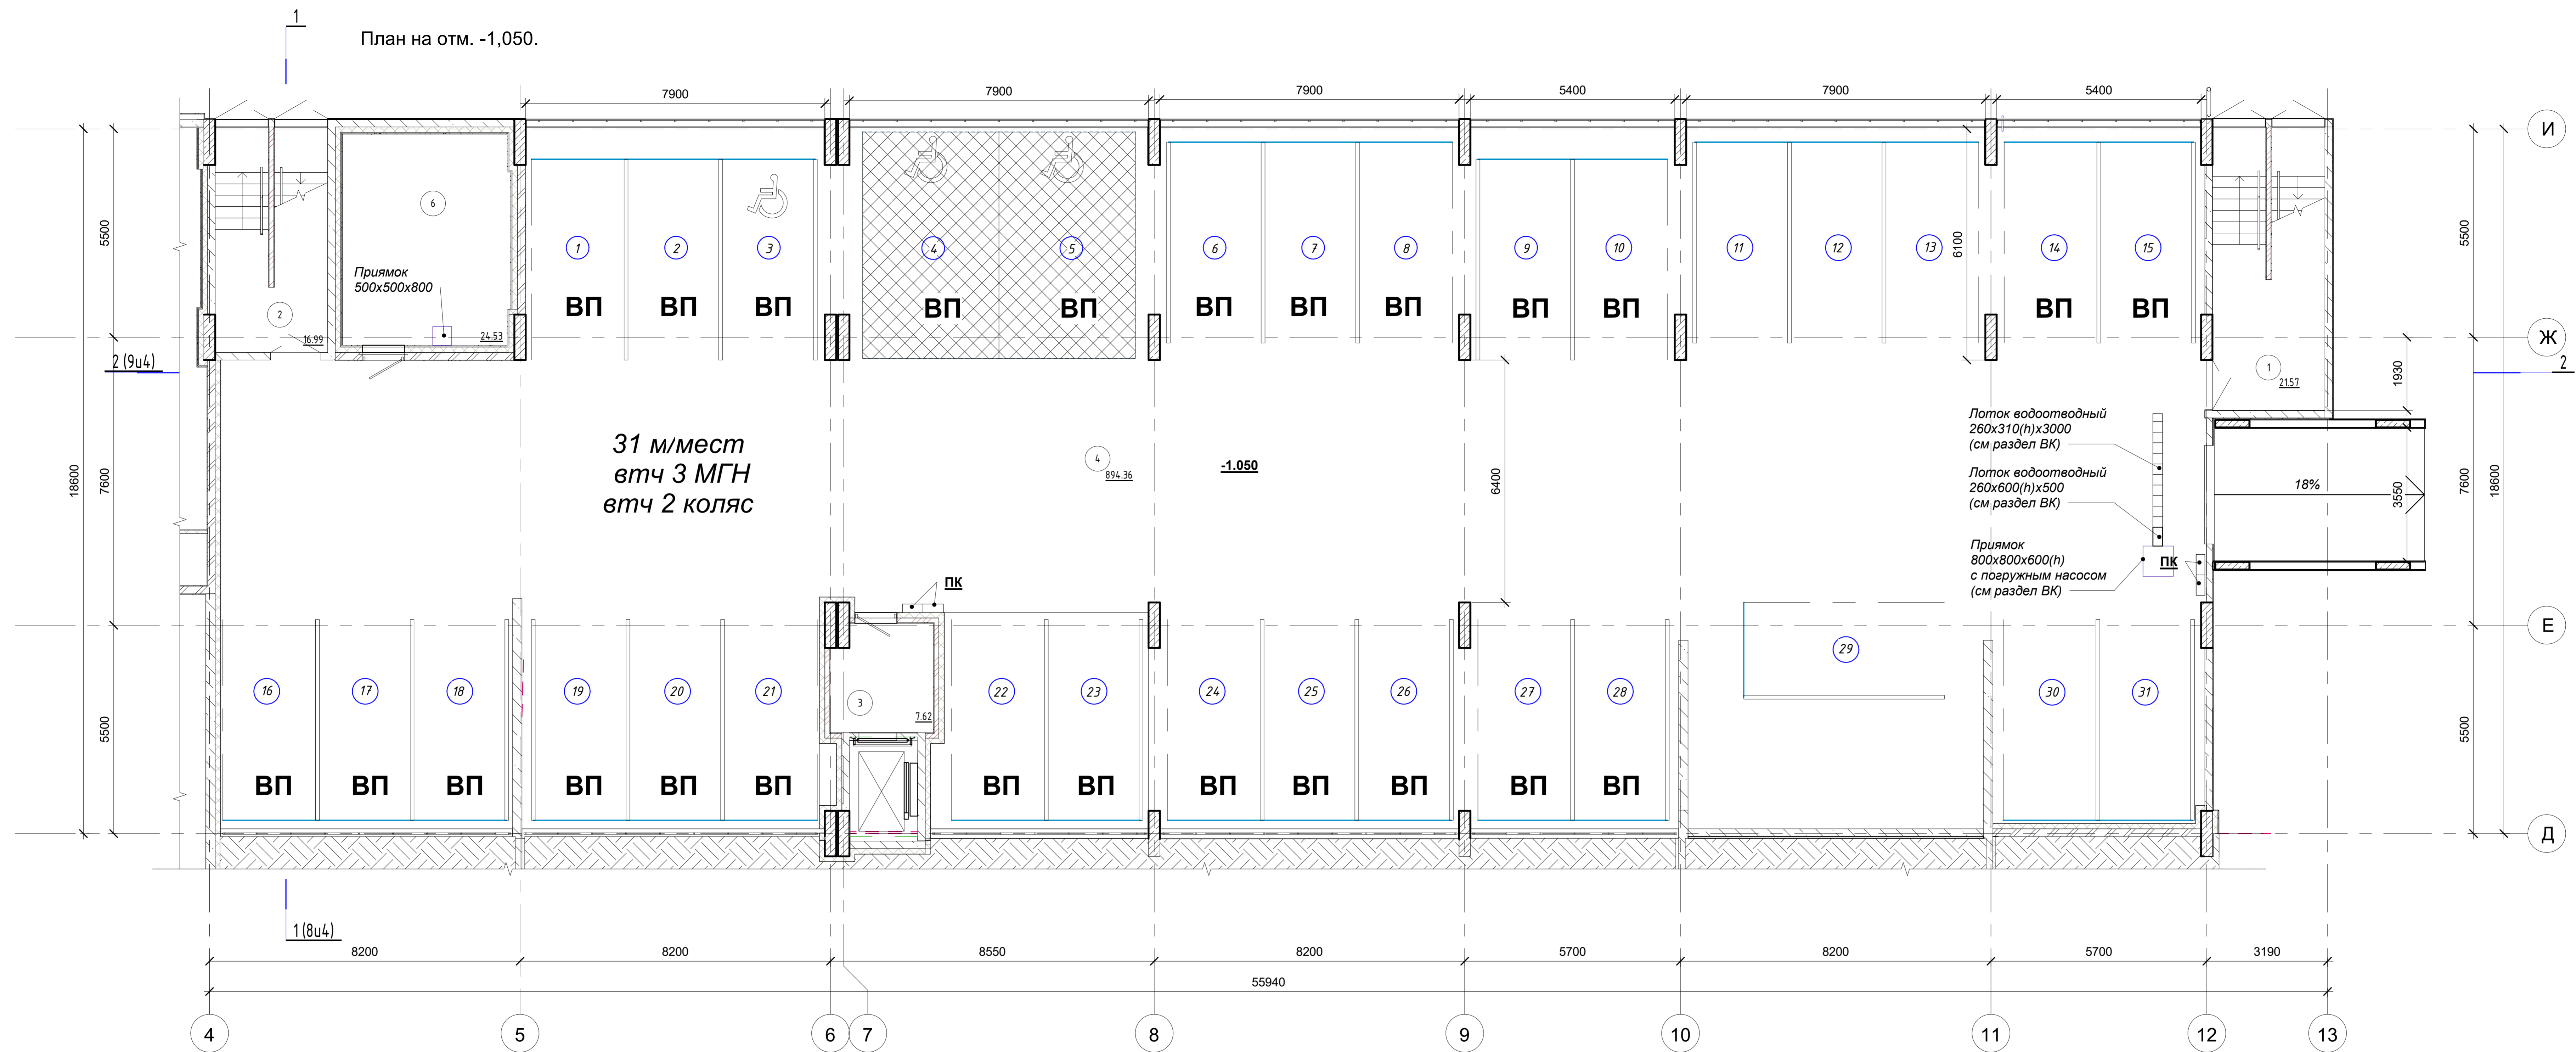 1
План на отм. -1,050.
7900
7900
7900
5400
7900
5400
И
6
1
2
3
4
5
6
7
8
9
10
11
12
13
14
15
5500
6100
5500
Приямок
500х500х800
ВП
ВП
ВП
ВП
ВП
ВП
ВП
ВП
ВП
ВП
ВП
ВП
2
16.99
24.53
Ж
2 (9и4)
1
21.57
1930
2
31 м/мест
втч 3 МГН
втч 2 коляс
4
894.36
-1.050
6400
Лоток водоотводный
260х310(h)х3000
(см раздел ВК)
Лоток водоотводный
260х600(h)х500
(см раздел ВК)
Приямок
800х800х600(h)
с погружным насосом
(см раздел ВК)
ПК
18%
3550
18600
7600
7600
18600
ПК
Е
29
16
17
18
19
20
21
3
7.62
22
23
24
25
26
27
28
30
31
5500
5500
ВП
ВП
ВП
ВП
ВП
ВП
ВП
ВП
ВП
ВП
ВП
ВП
ВП
Д
1 (8и4)
8200
8200
8550
8200
5700
8200
5700
3190
55940
4
5
6
7
8
9
10
11
12
13